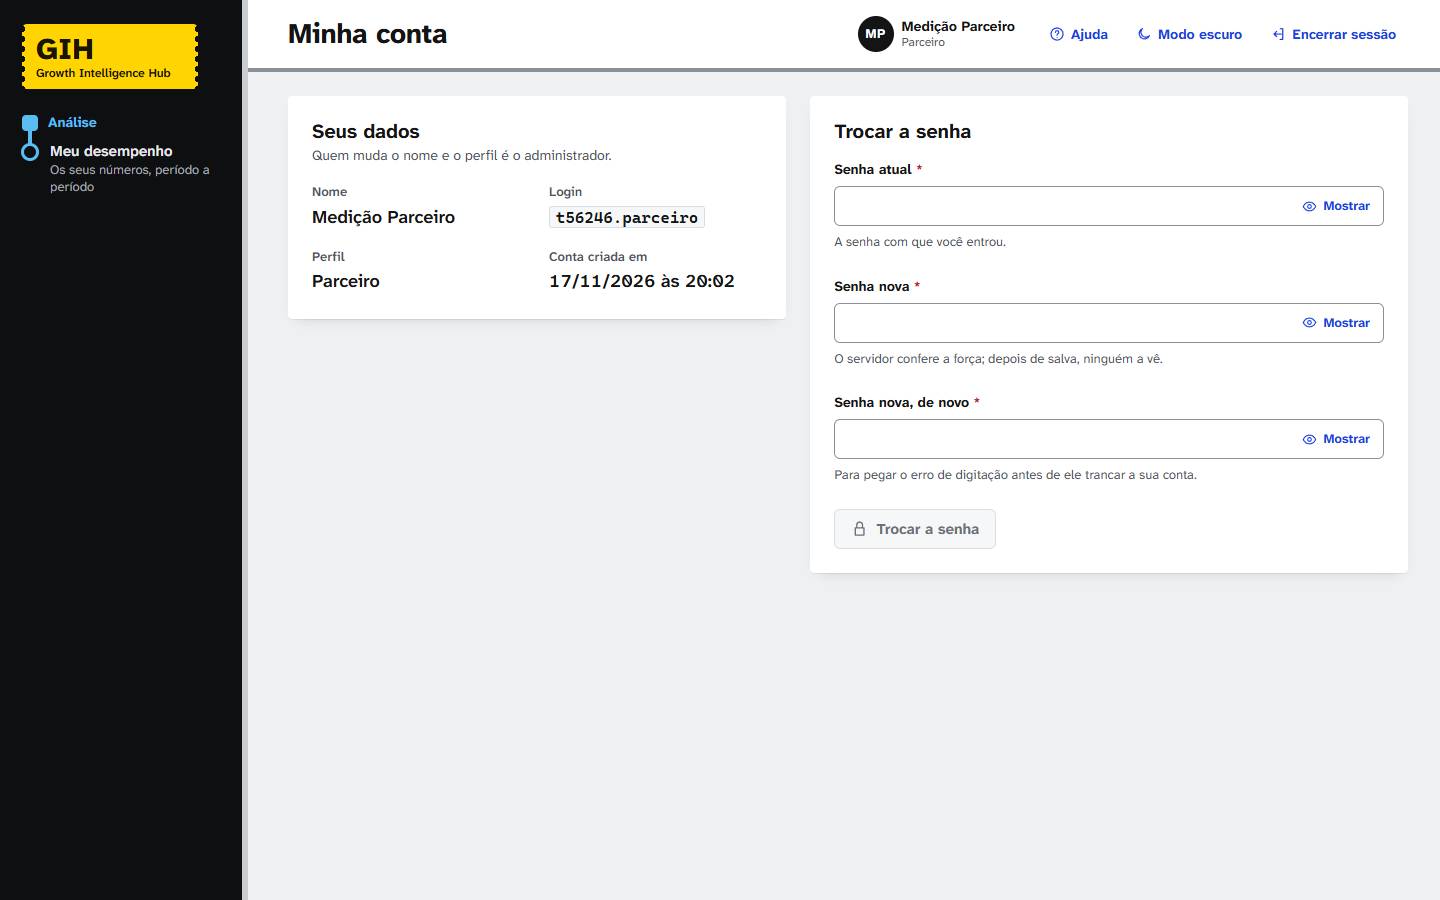 GIH
Growth Intelligence Hub
Análise
Meu desempenho
Os seus números, período a
período
Minha conta
MP
Medição Parceiro
Parceiro
Ajuda
Modo escuro
Encerrar sessão
Seus dados
Quem muda o nome e o perfil é o administrador.
Nome
Login
Medição Parceiro
t56246.parceiro
Perfil
Conta criada em
Parceiro
17/11/2026 às 20:02
Trocar a senha
Senha atual *
Mostrar
A senha com que você entrou.
Senha nova *
Mostrar
O servidor confere a força; depois de salva, ninguém a vê.
Senha nova, de novo *
Mostrar
Para pegar o erro de digitação antes de ele trancar a sua conta.
Trocar a senha